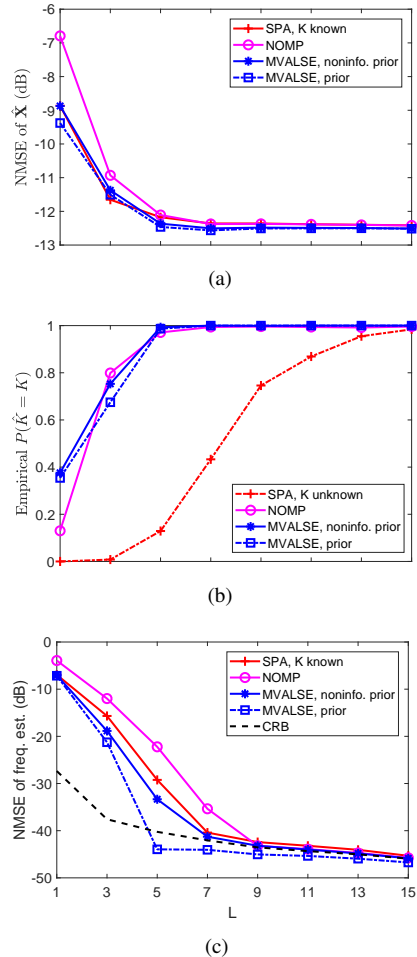 -6
-7
-8
-9
-10
-11
-12
-13
NMSE of X̂ (dB)
SPA, K known
NOMP
MVALSE, noninfo. prior
MVALSE, prior
(a)
1
0.8
0.6
0.4
0.2
0
Empirical P(K̂ = K)
SPA, K unknown
NOMP
MVALSE, noninfo. prior
MVALSE, prior
(b)
0
-10
-20
-30
-40
-50
NMSE of freq. est. (dB)
SPA, K known
NOMP
MVALSE, noninfo. prior
MVALSE, prior
CRB
1 3 5 7 9 11 13 15
L
(c)